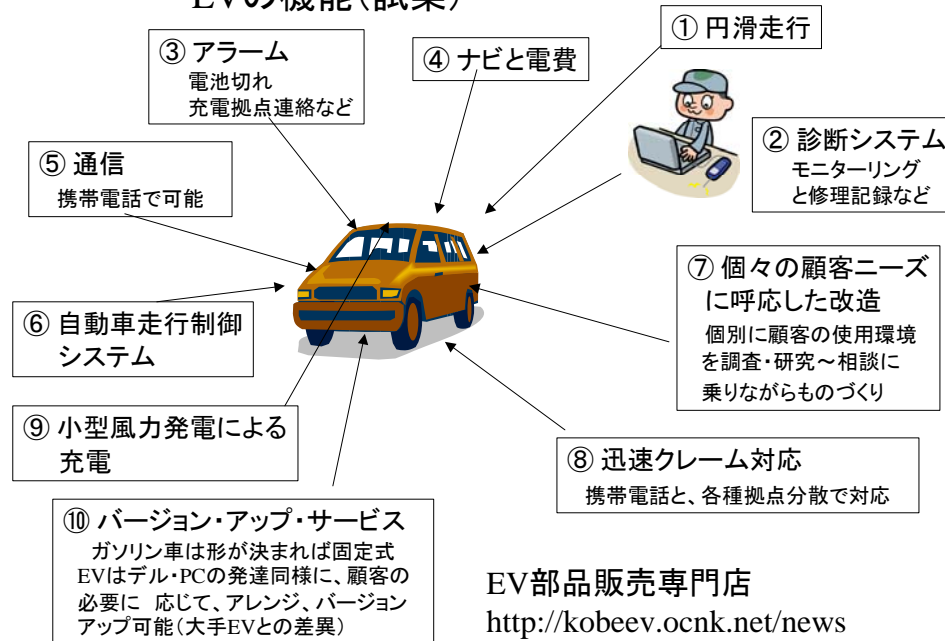 EVの機能(試案)
① 円滑走行
③ アラーム
電池切れ
充電拠点連絡など
④ ナビと電費
② 診断システム
モニターリング
と修理記録など
⑤ 通信
携帯電話で可能
⑦ 個々の顧客ニーズ
に呼応した改造
個別に顧客の使用環境
を調査・研究～相談に
乗りながらものづくり
⑥ 自動車走行制御
システム
⑨ 小型風力発電による
充電
⑧ 迅速クレーム対応
携帯電話と、各種拠点分散で対応
⑩ バージョン・アップ・サービス
ガソリン車は形が決まれば固定式
EVはデル・PCの発達同様に、顧客の
必要に 応じて、アレンジ、バージョン
アップ可能(大手EVとの差異)
EV部品販売専門店
http://kobeev.ocnk.net/news